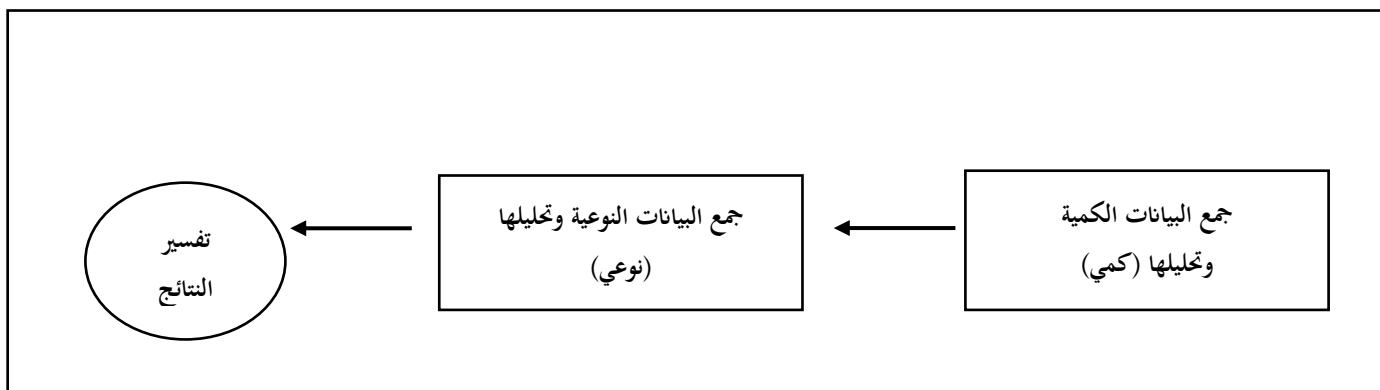 جمع البيانات الكمية
وتحليلها (كمي)
جمع البيانات النوعية وتحليلها
(نوعي)
تفسير
النتائج